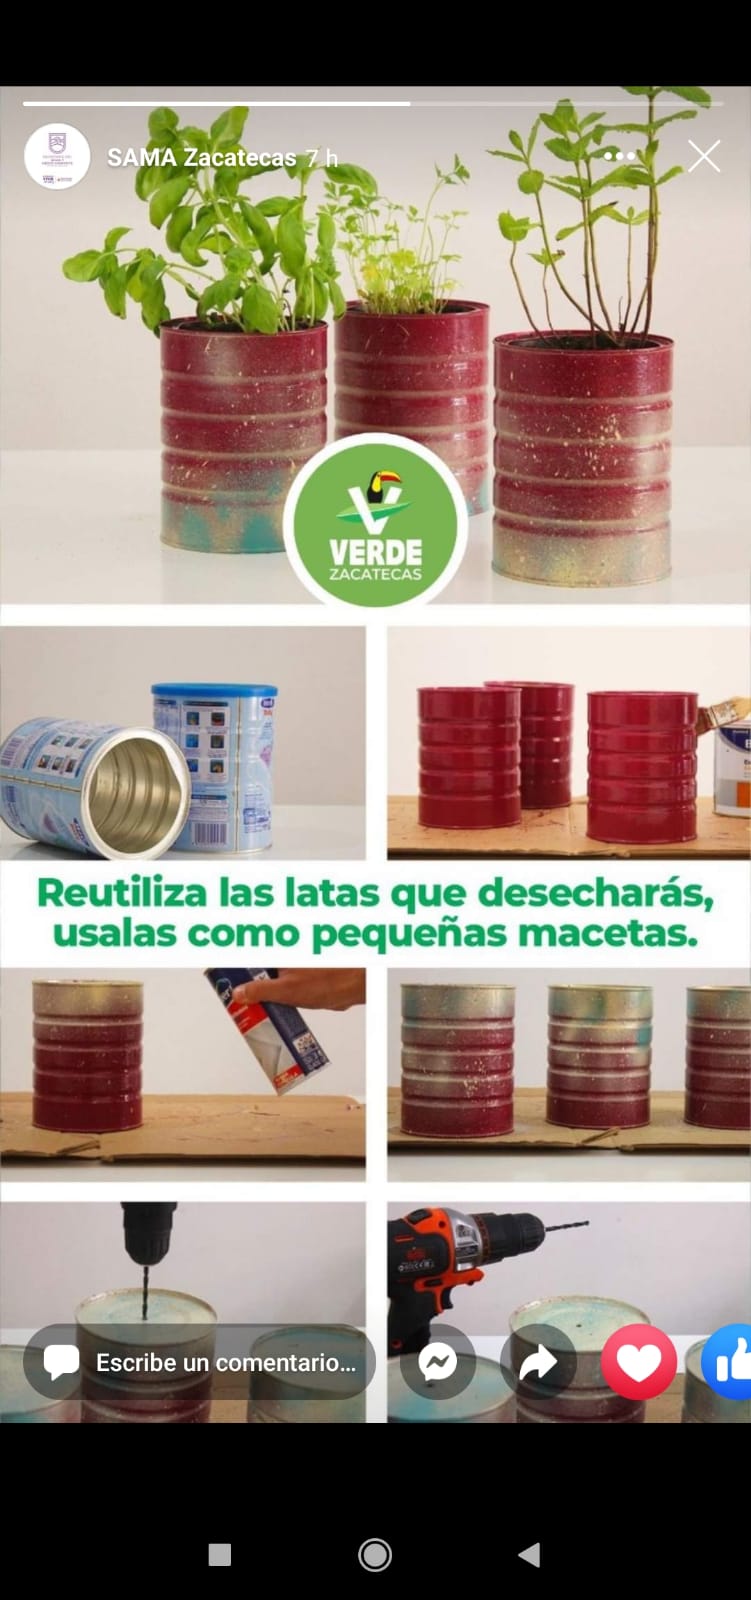 SAMA Zacatecas 7 h
VERDE
ZACATECAS
Reutiliza las latas que desecharás,
usalas como pequeñas macetas.
Escribe un comentario...